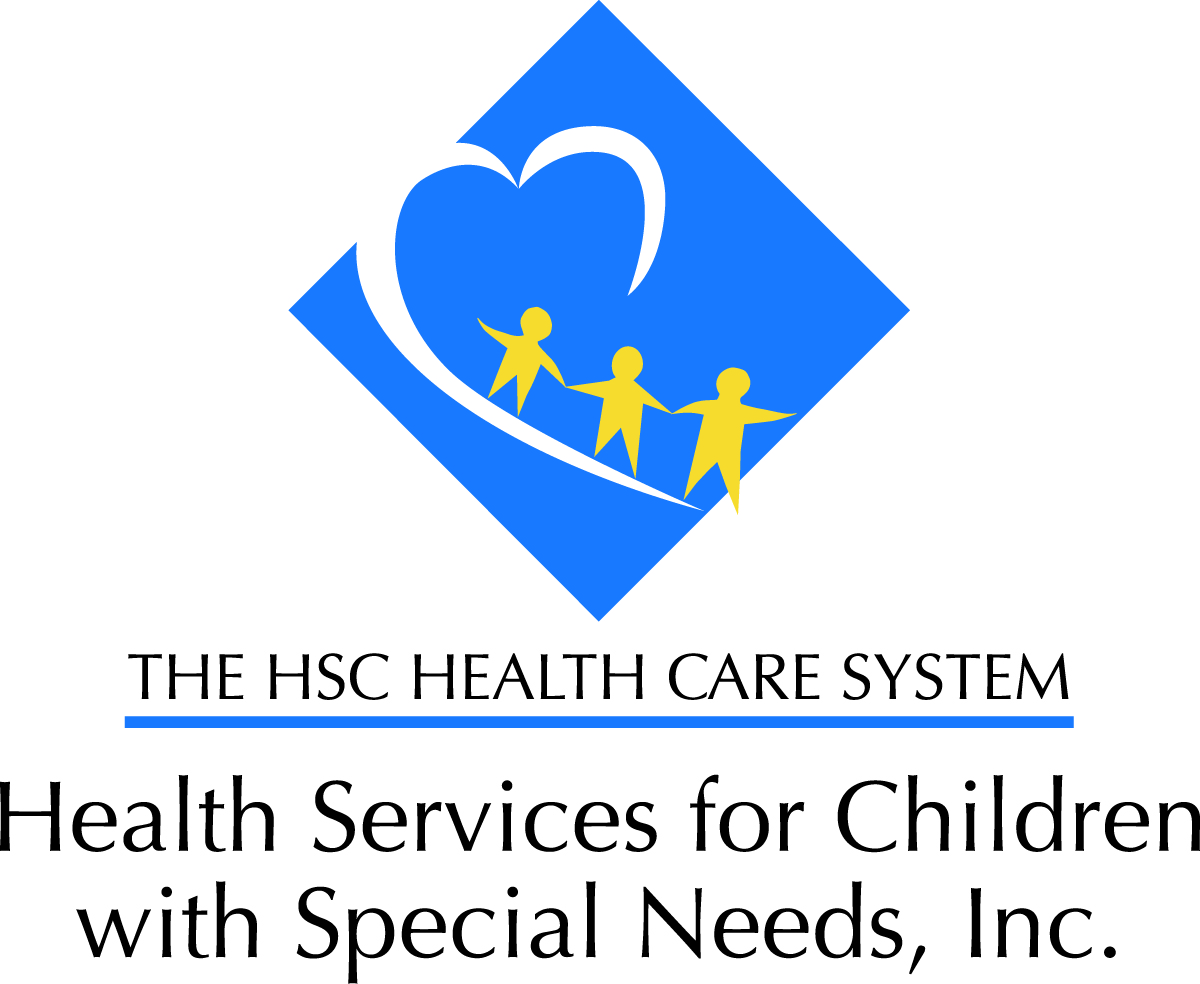 THE HSC HEALTH CARE SYSTEM
Health Services for Children
with Special Needs, Inc.